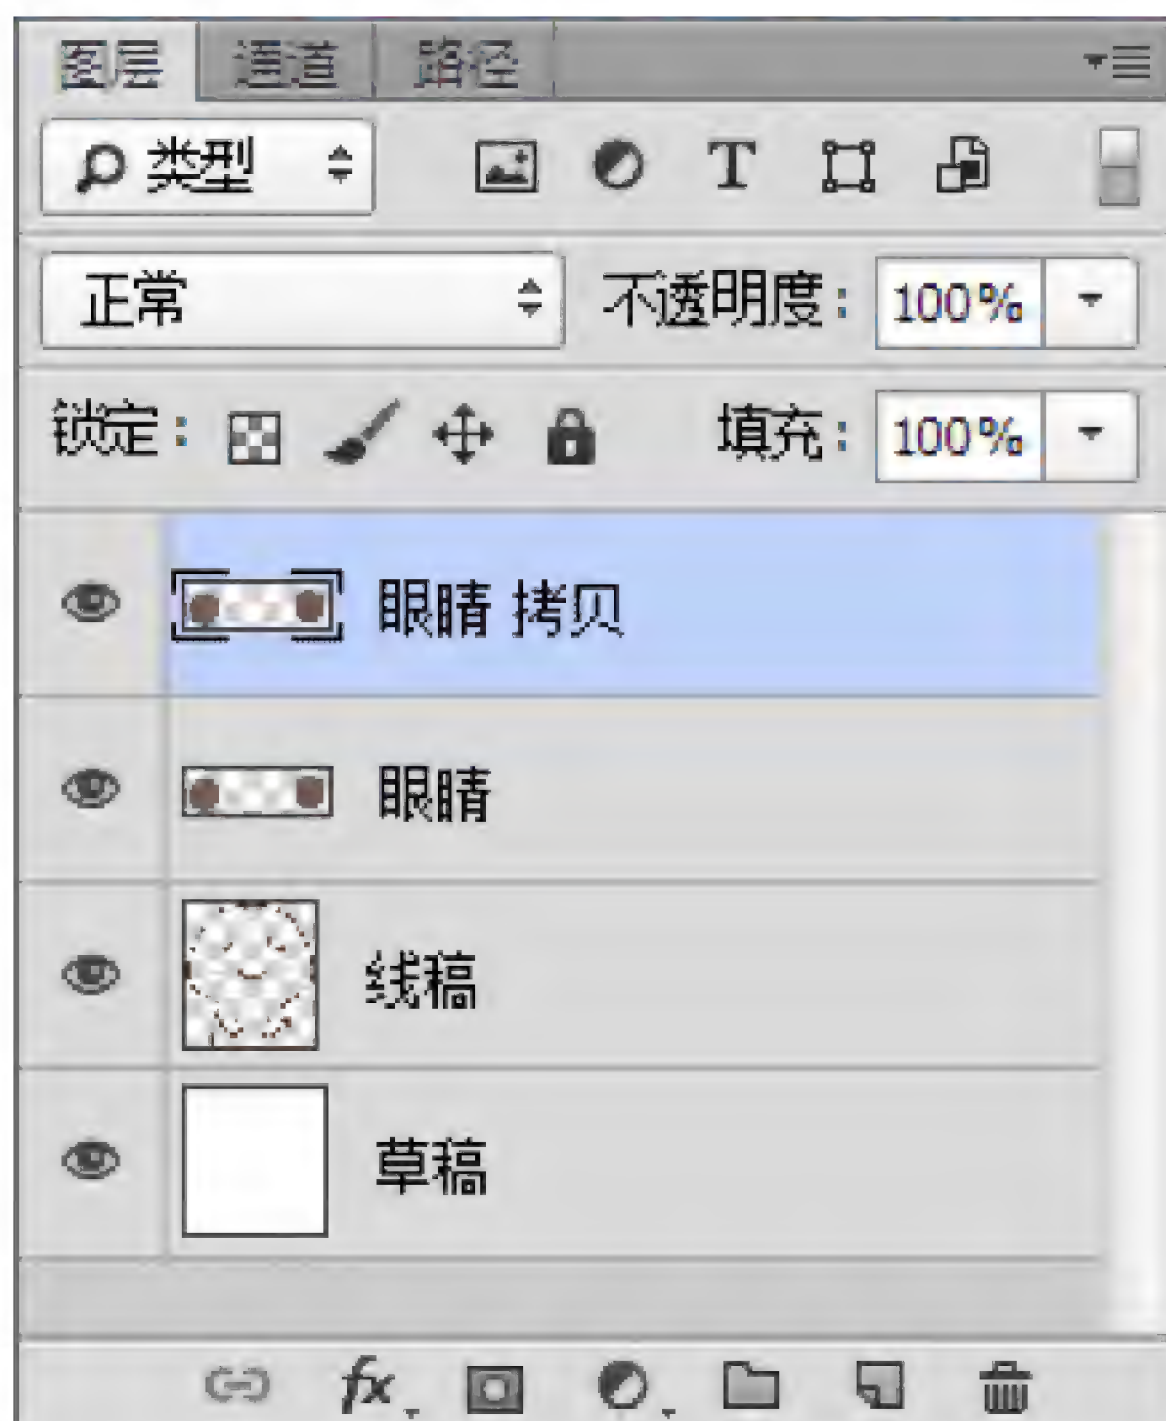 图层 通道 路径
类型 T
正常 不透明度: 100%
锁定: 填充: 100%
眼睛 拷贝
眼睛
线稿
草稿
fx